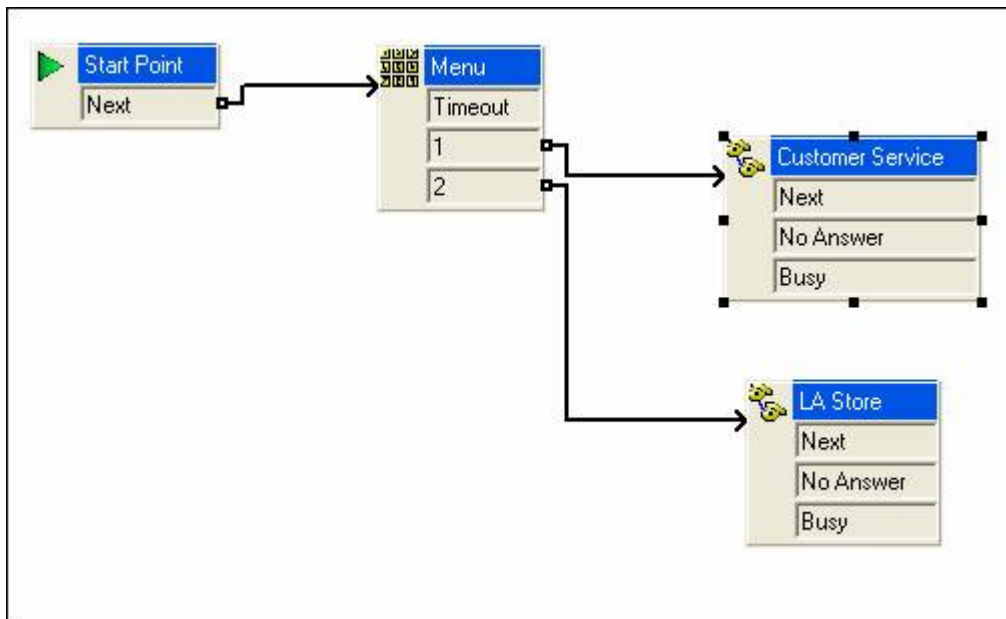 Start Point
Next
Menu
Timeout
1
2
Customer Service
Next
No Answer
Busy
LA Store
Next
No Answer
Busy